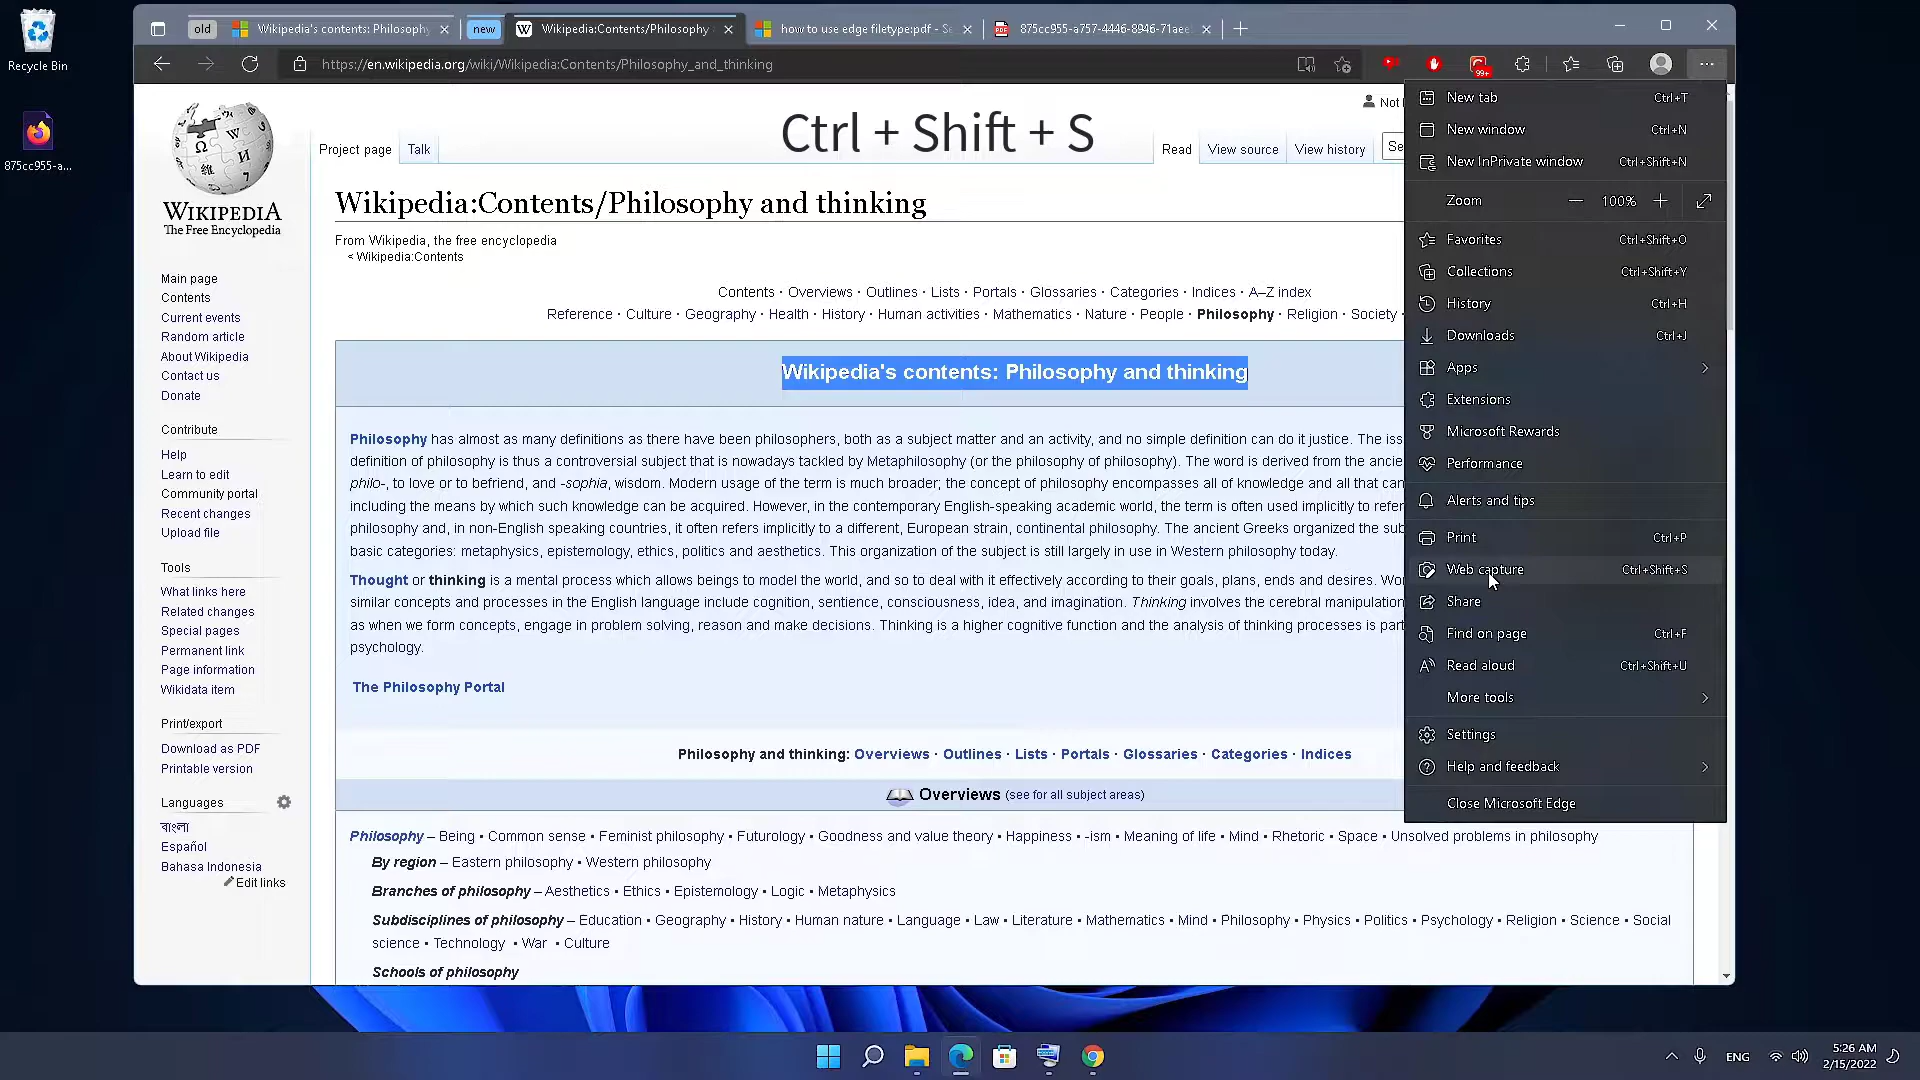 Recycle Bin
875cc955-a...
old
Wikipedia's contents: Philosophy
new
Wikipedia:Contents/Philosophy
how to use edge filetype:pdf - Se
875cc955-a757-4446-8946-71aee
https://en.wikipedia.org/wiki/Wikipedia:Contents/Philosophy_and_thinking
99+
WIKIPEDIA
The Free Encyclopedia
Main page
Contents
Current events
Random article
About Wikipedia
Contact us
Donate
Contribute
Help
Learn to edit
Community portal
Recent changes
Upload file
Tools
What links here
Related changes
Special pages
Permanent link
Page information
Wikidata item
Print/export
Download as PDF
Printable version
Languages
বাংলা
Español
Bahasa Indonesia
Edit links
Not
Project page
Talk
Ctrl + Shift + S
Read
View source
View history
Se
Wikipedia:Contents/Philosophy and thinking
From Wikipedia, the free encyclopedia
< Wikipedia:Contents
Contents · Overviews · Outlines · Lists · Portals · Glossaries · Categories · Indices · A–Z index
Reference · Culture · Geography · Health · History · Human activities · Mathematics · Nature · People · Philosophy · Religion · Society ·
Wikipedia's contents: Philosophy and thinking
Philosophy has almost as many definitions as there have been philosophers, both as a subject matter and an activity, and no simple definition can do it justice. The iss
definition of philosophy is thus a controversial subject that is nowadays tackled by Metaphilosophy (or the philosophy of philosophy). The word is derived from the ancie
philo-, to love or to befriend, and -sophia, wisdom. Modern usage of the term is much broader; the concept of philosophy encompasses all of knowledge and all that can
including the means by which such knowledge can be acquired. However, in the contemporary English-speaking academic world, the term is often used implicitly to refer
philosophy and, in non-English speaking countries, it often refers implicitly to a different, European strain, continental philosophy. The ancient Greeks organized the sub
basic categories: metaphysics, epistemology, ethics, politics and aesthetics. This organization of the subject is still largely in use in Western philosophy today.
Thought or thinking is a mental process which allows beings to model the world, and so to deal with it effectively according to their goals, plans, ends and desires. Wor
similar concepts and processes in the English language include cognition, sentience, consciousness, idea, and imagination. Thinking involves the cerebral manipulation
as when we form concepts, engage in problem solving, reason and make decisions. Thinking is a higher cognitive function and the analysis of thinking processes is part
psychology.
The Philosophy Portal
Philosophy and thinking: Overviews · Outlines · Lists · Portals · Glossaries · Categories · Indices
Overviews (see for all subject areas)
Philosophy – Being • Common sense • Feminist philosophy • Futurology • Goodness and value theory • Happiness • -ism • Meaning of life • Mind • Rhetoric • Space • Unsolved problems in philosophy
By region – Eastern philosophy • Western philosophy
Branches of philosophy – Aesthetics • Ethics • Epistemology • Logic • Metaphysics
Subdisciplines of philosophy – Education • Geography • History • Human nature • Language • Law • Literature • Mathematics • Mind • Philosophy • Physics • Politics • Psychology • Religion • Science • Social
science • Technology • War • Culture
Schools of philosophy
New tab Ctrl+T
New window Ctrl+N
New InPrivate window Ctrl+Shift+N
Zoom — 100% +
Favorites Ctrl+Shift+O
Collections Ctrl+Shift+Y
History Ctrl+H
Downloads Ctrl+J
Apps
Extensions
Microsoft Rewards
Performance
Alerts and tips
Print Ctrl+P
Web capture Ctrl+Shift+S
Share
Find on page Ctrl+F
Read aloud Ctrl+Shift+U
More tools
Settings
Help and feedback
Close Microsoft Edge
ENG
5:26 AM
2/15/2022